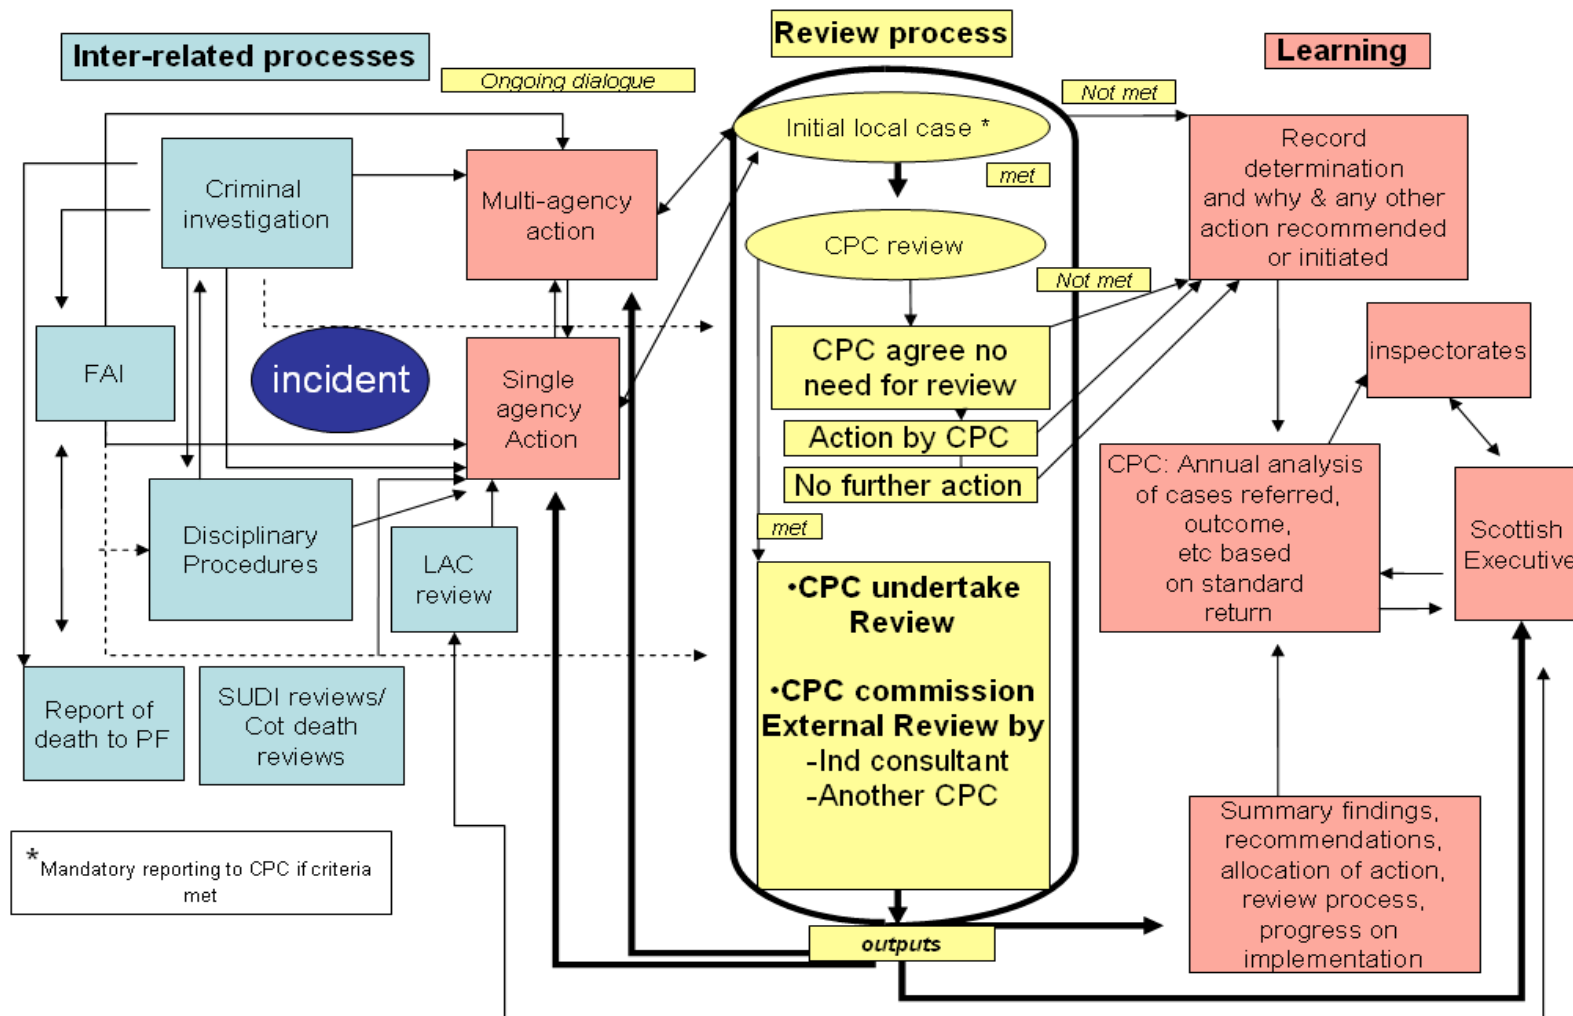 Inter-related processes
Ongoing dialogue
Review process
Learning
Not met
Initial local case *
met
Criminal
investigation
Multi-agency
action
Record
determination
and why & any other
action recommended
or initiated
CPC review
Not met
FAI
incident
Single
agency
Action
CPC agree no
need for review
Action by CPC
No further action
inspectorates
CPC: Annual analysis
of cases referred,
outcome,
etc based
on standard
return
Scottish
Executive
Disciplinary
Procedures
LAC
review
met
•CPC undertake
Review
•CPC commission
External Review by
-Ind consultant
-Another CPC
Report of
death to PF
SUDI reviews/
Cot death
reviews
*Mandatory reporting to CPC if criteria
met
Summary findings,
recommendations,
allocation of action,
review process,
progress on
implementation
outputs